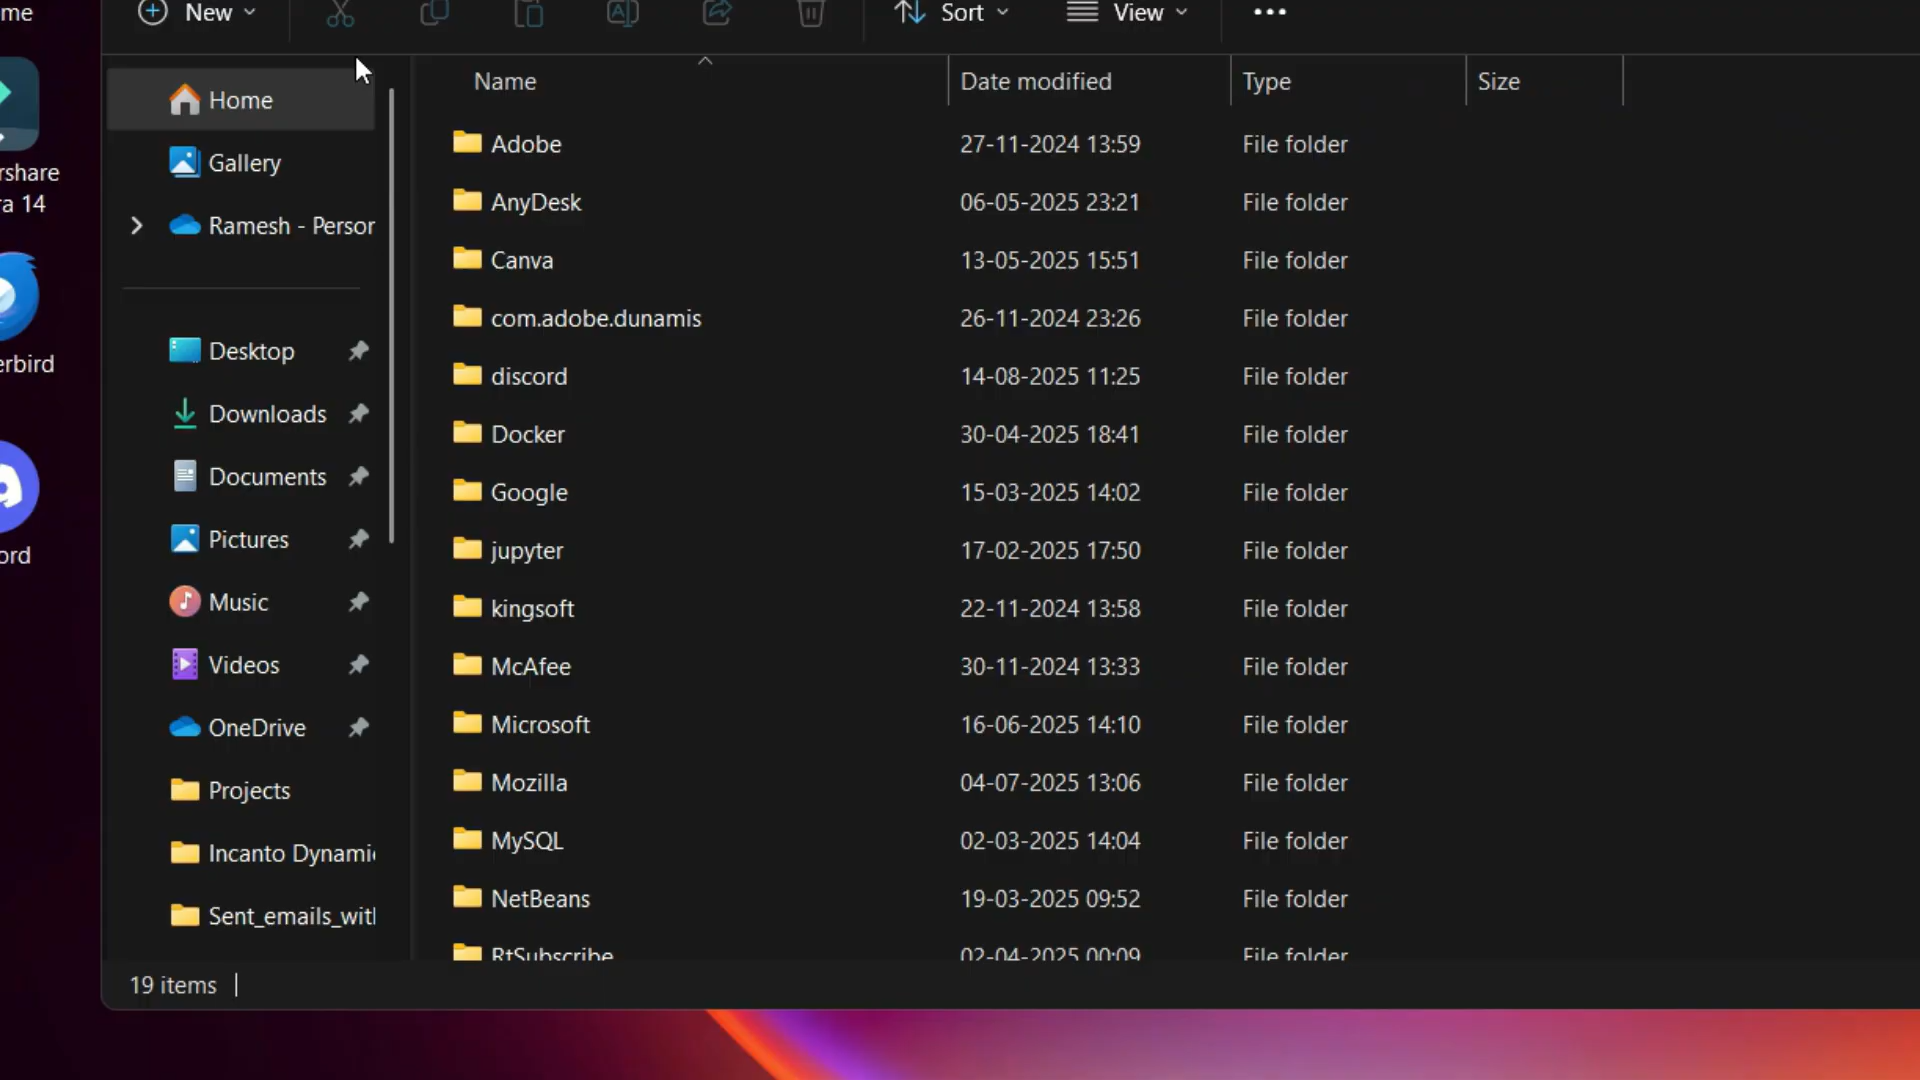 me
New
Sort
View
Name
Date modified
Type
Size
Home
Gallery
Ramesh - Person
rshare
ra 14
erbird
ord
Desktop
Downloads
Documents
Pictures
Music
Videos
OneDrive
Projects
Incanto Dynami
Sent_emails_wit
Adobe 27-11-2024 13:59 File folder
AnyDesk 06-05-2025 23:21 File folder
Canva 13-05-2025 15:51 File folder
com.adobe.dunamis 26-11-2024 23:26 File folder
discord 14-08-2025 11:25 File folder
Docker 30-04-2025 18:41 File folder
Google 15-03-2025 14:02 File folder
jupyter 17-02-2025 17:50 File folder
kingsoft 22-11-2024 13:58 File folder
McAfee 30-11-2024 13:33 File folder
Microsoft 16-06-2025 14:10 File folder
Mozilla 04-07-2025 13:06 File folder
MySQL 02-03-2025 14:04 File folder
NetBeans 19-03-2025 09:52 File folder
RtSubscribe 02-04-2025 00:09 File folder
19 items